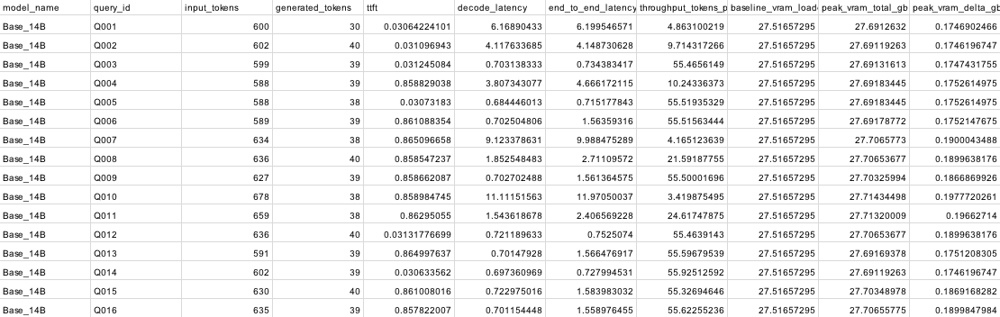 model_name query_id input_tokens generated_tokens ttft decode_latency end_to_end_latency throughput_tokens_p baseline_vram_load peak_vram_total_gb peak_vram_delta_gb
Base_14B Q001 600 30 0.03064224101 6.16890433 6.199546571 4.863100219 27.51657295 27.6912632 0.1746902466
Base_14B Q002 602 40 0.031096943 4.117633685 4.148730628 9.714317266 27.51657295 27.69119263 0.1746196747
Base_14B Q003 599 39 0.031245084 0.703138333 0.734383417 55.4656149 27.51657295 27.69131613 0.1747431755
Base_14B Q004 588 39 0.858829038 3.807343077 4.666172115 10.24336373 27.51657295 27.69183445 0.1752614975
Base_14B Q005 588 38 0.03073183 0.684446013 0.715177843 55.51935529 27.51657295 27.69183445 0.1752614975
Base_14B Q006 589 39 0.861088354 0.702504806 1.56359316 55.51563444 27.51657295 27.69178772 0.1752147675
Base_14B Q007 634 38 0.865096658 9.123378631 9.988475289 4.165123639 27.51657295 27.7065773 0.1900043488
Base_14B Q008 636 40 0.858547237 1.852548483 2.71109572 21.59187755 27.51657295 27.70653677 0.1899638176
Base_14B Q009 627 39 0.858662087 0.702702488 1.561364575 55.50001696 27.51657295 27.70325994 0.1866869926
Base_14B Q010 678 38 0.858984745 11.11151563 11.97050037 3.419875495 27.51657295 27.71434498 0.1977720261
Base_14B Q011 659 38 0.86295055 1.543618678 2.406569228 24.61747875 27.51657295 27.71320009 0.19662714
Base_14B Q012 636 40 0.03131776699 0.721189633 0.7525074 55.4639143 27.51657295 27.70653677 0.1899638176
Base_14B Q013 591 39 0.864997637 0.70147928 1.566476917 55.59679539 27.51657295 27.69169378 0.1751208305
Base_14B Q014 602 39 0.030633562 0.697360969 0.727994531 55.92512592 27.51657295 27.69119263 0.1746196747
Base_14B Q015 630 40 0.861008016 0.722975016 1.583983032 55.32694646 27.51657295 27.70348978 0.1869168282
Base_14B Q016 635 39 0.857822007 0.701154448 1.558976455 55.62255236 27.51657295 27.70655775 0.1899847984